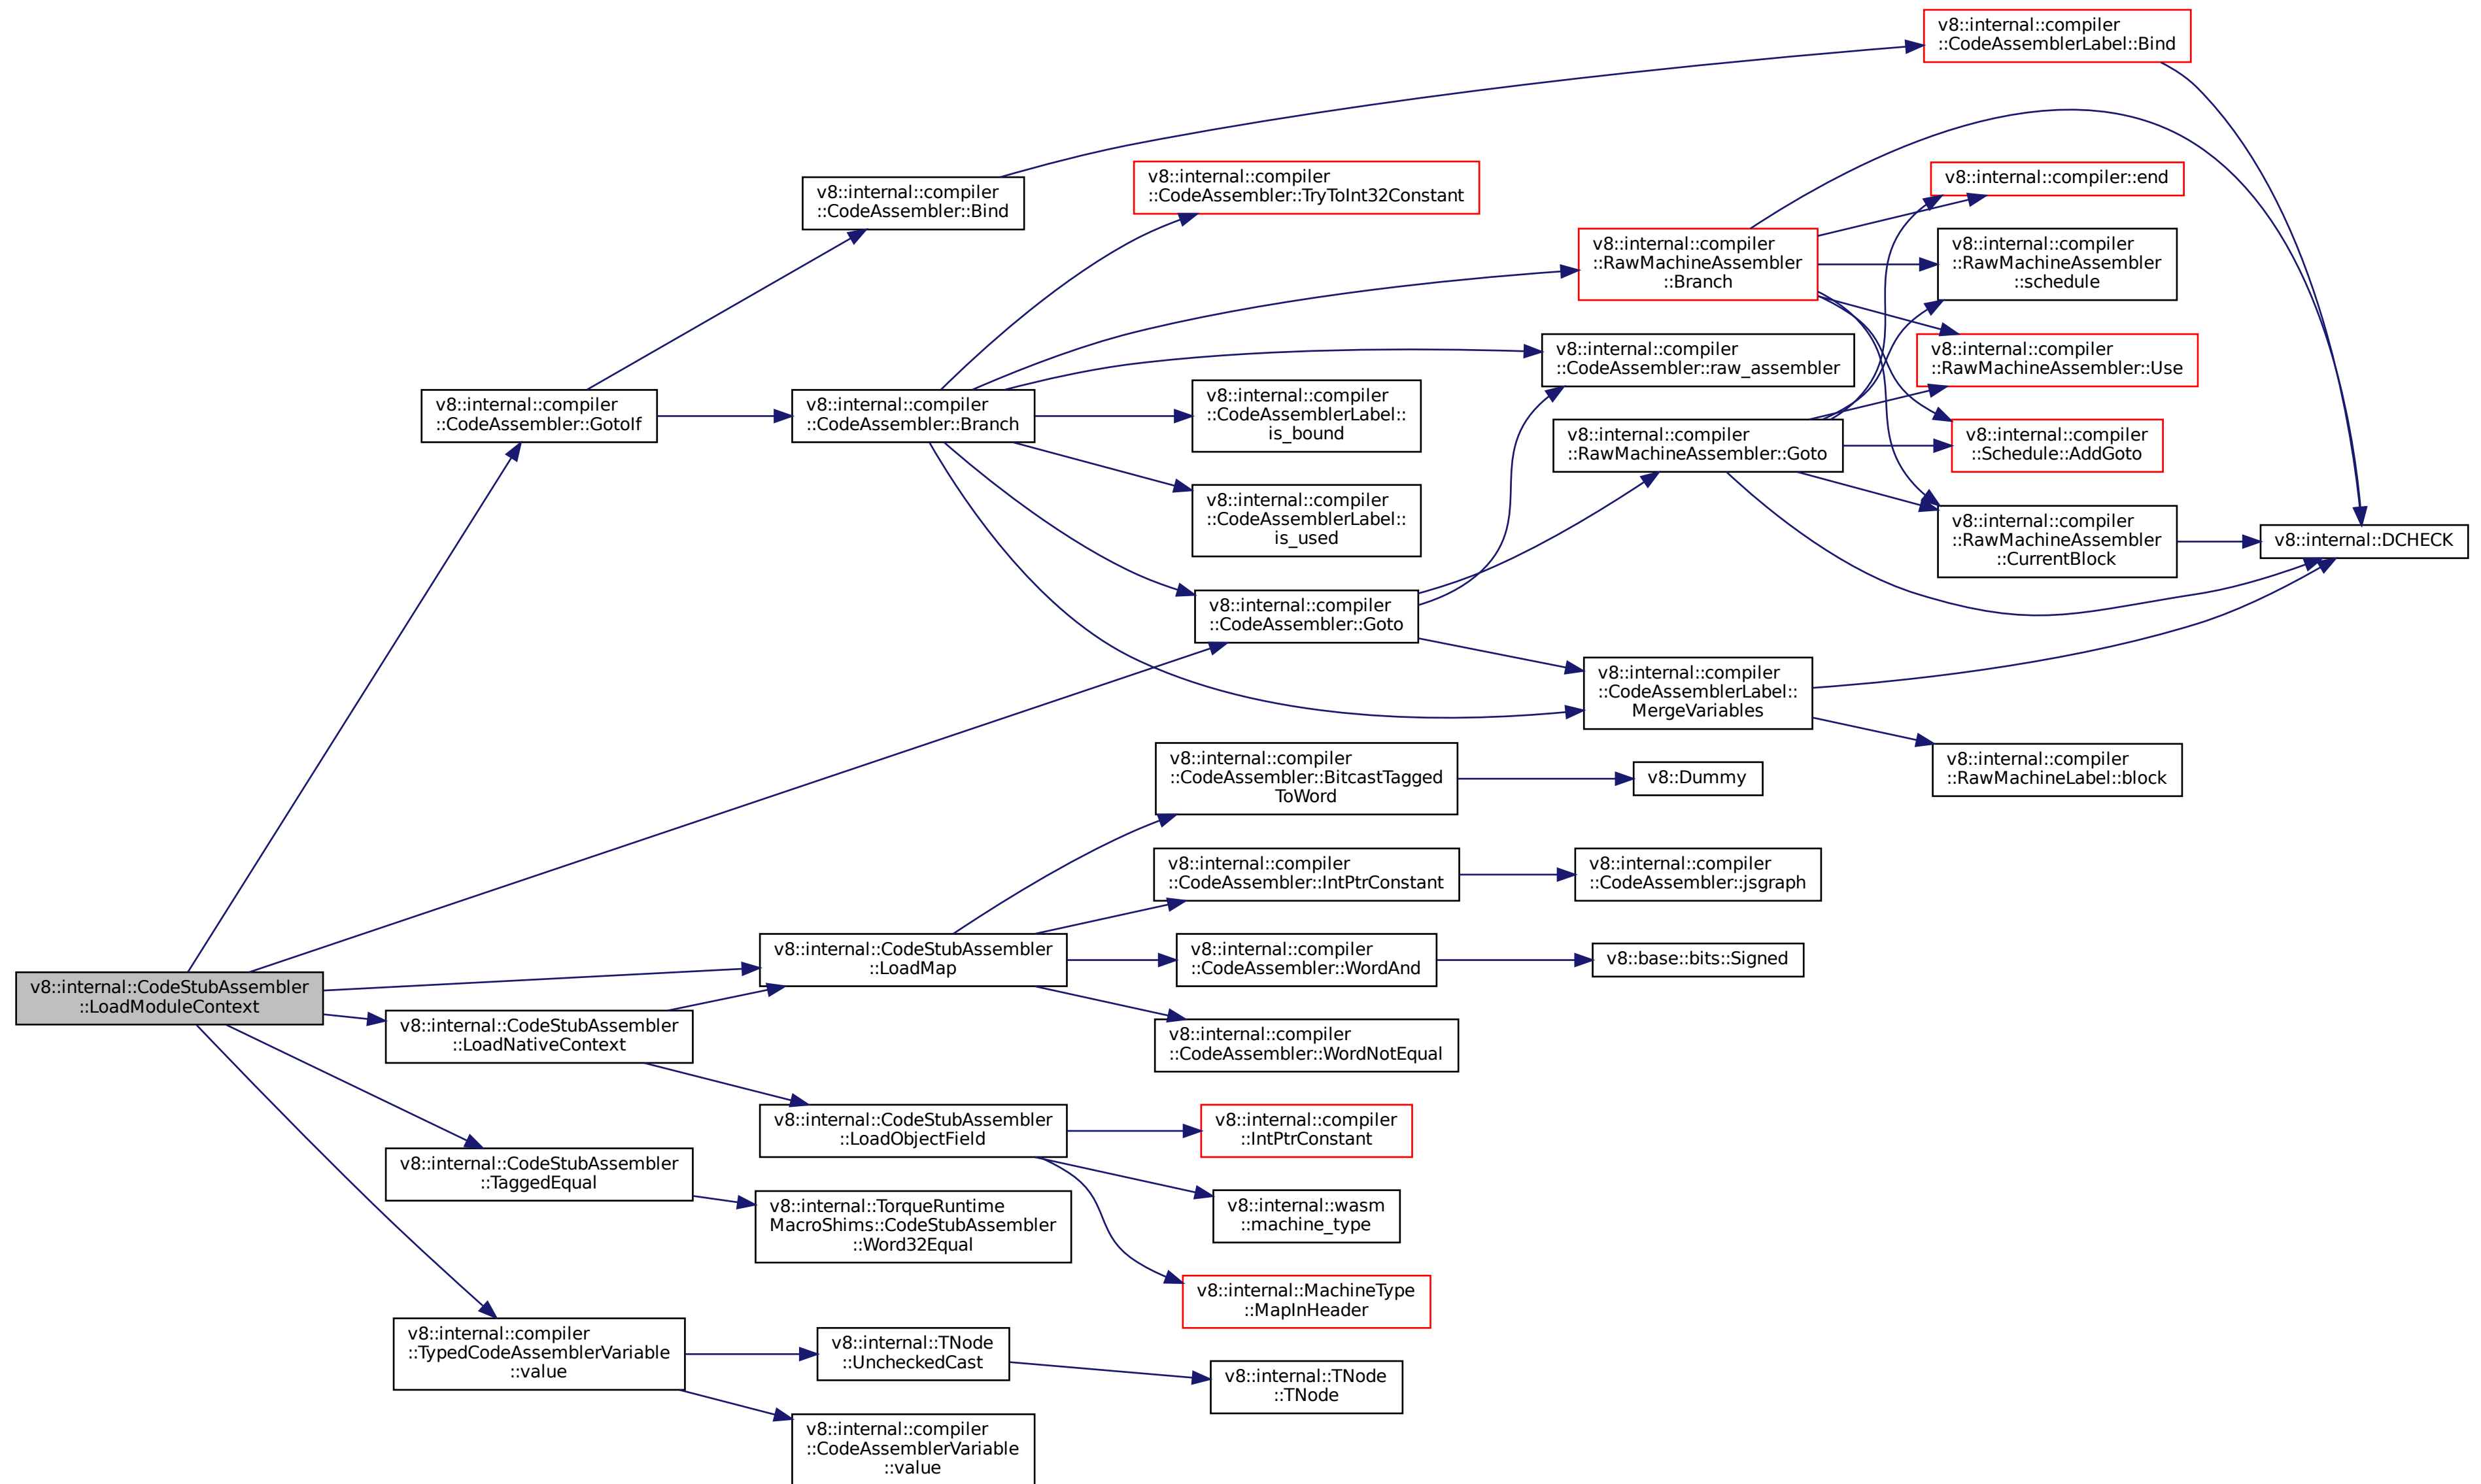 v8::internal::compiler
::CodeAssemblerLabel::Bind
v8::internal::compiler
::CodeAssembler::TryToInt32Constant
v8::internal::compiler::end
v8::internal::compiler
::CodeAssembler::Bind
v8::internal::compiler
::RawMachineAssembler
::Branch
v8::internal::compiler
::RawMachineAssembler
::schedule
v8::internal::compiler
::CodeAssembler::raw_assembler
v8::internal::compiler
::RawMachineAssembler::Use
v8::internal::compiler
::CodeAssembler::GotoIf
v8::internal::compiler
::CodeAssembler::Branch
v8::internal::compiler
::CodeAssemblerLabel::
is_bound
v8::internal::compiler
::RawMachineAssembler::Goto
v8::internal::compiler
::Schedule::AddGoto
v8::internal::compiler
::CodeAssemblerLabel::
is_used
v8::internal::compiler
::RawMachineAssembler
::CurrentBlock
v8::internal::DCHECK
v8::internal::compiler
::CodeAssembler::Goto
v8::internal::compiler
::CodeAssemblerLabel::
MergeVariables
v8::internal::compiler
::RawMachineLabel::block
v8::internal::compiler
::CodeAssembler::BitcastTagged
ToWord
v8::Dummy
v8::internal::compiler
::CodeAssembler::IntPtrConstant
v8::internal::compiler
::CodeAssembler::jsgraph
v8::internal::CodeStubAssembler
::LoadMap
v8::internal::compiler
::CodeAssembler::WordAnd
v8::base::bits::Signed
v8::internal::CodeStubAssembler
::LoadModuleContext
v8::internal::CodeStubAssembler
::LoadNativeContext
v8::internal::compiler
::CodeAssembler::WordNotEqual
v8::internal::CodeStubAssembler
::LoadObjectField
v8::internal::compiler
::IntPtrConstant
v8::internal::CodeStubAssembler
::TaggedEqual
v8::internal::TorqueRuntime
MacroShims::CodeStubAssembler
::Word32Equal
v8::internal::wasm
::machine_type
v8::internal::MachineType
::MapInHeader
v8::internal::compiler
::TypedCodeAssemblerVariable
::value
v8::internal::TNode
::UncheckedCast
v8::internal::TNode
::TNode
v8::internal::compiler
::CodeAssemblerVariable
::value